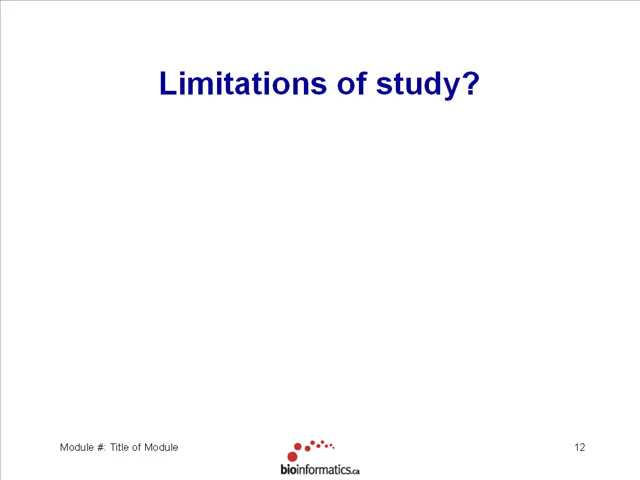 Limitations of study?
Module #: Title of Module
bioinformatics.ca
12